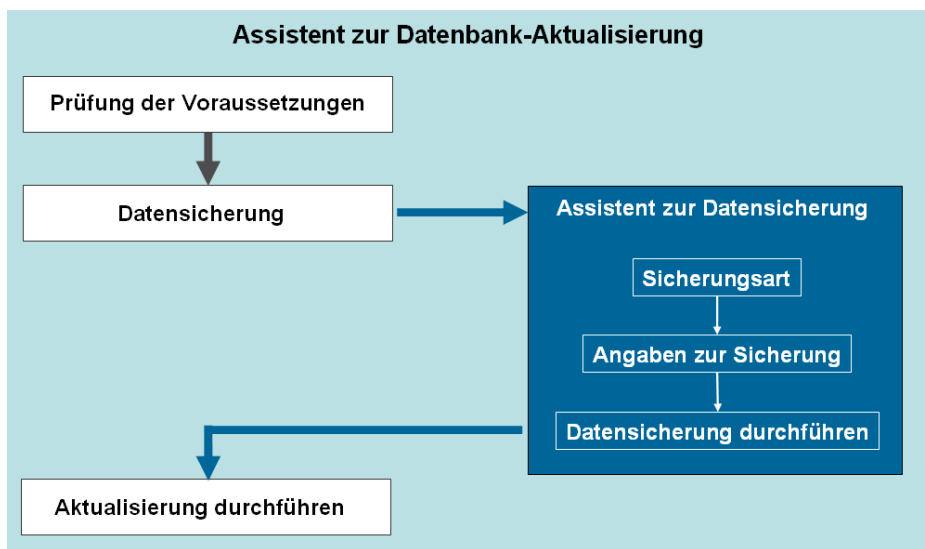 Assistent zur Datenbank-Aktualisierung
Prüfung der Voraussetzungen
Datensicherung
Assistent zur Datensicherung
Sicherungsart
Angaben zur Sicherung
Datensicherung durchführen
Aktualisierung durchführen